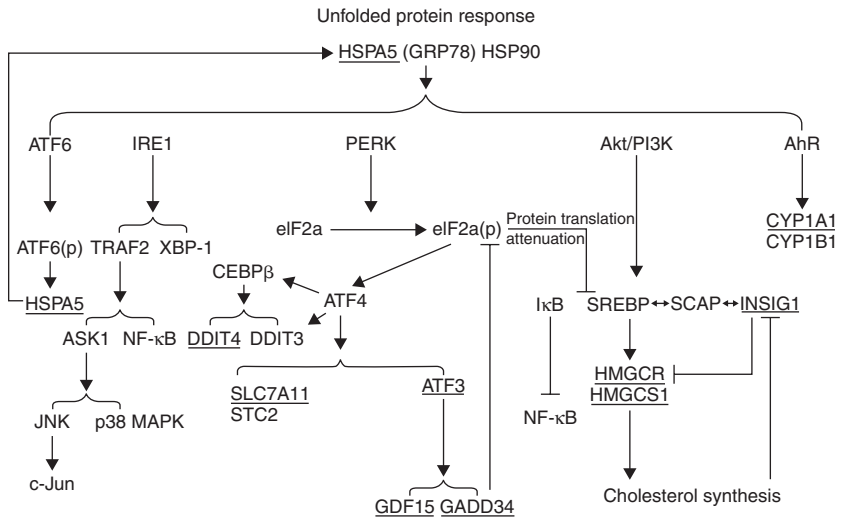 Unfolded protein response
HSPA5 (GRP78) HSP90
ATF6 IRE1 PERK Akt/PI3K AhR
eIF2a eIF2a(p) Protein translation
attenuation
CYP1A1
CYP1B1
ATF6(p) TRAF2 XBP-1
CEBPβ
HSPA5 ATF4 IκB SREBP SCAP INSIG1
ASK1 NF-κB DDIT4 DDIT3
HMGCR
HMGCS1
SLC7A11 ATF3
STC2
JNK p38 MAPK NF-κB
c-Jun
Cholesterol synthesis
GDF15 GADD34